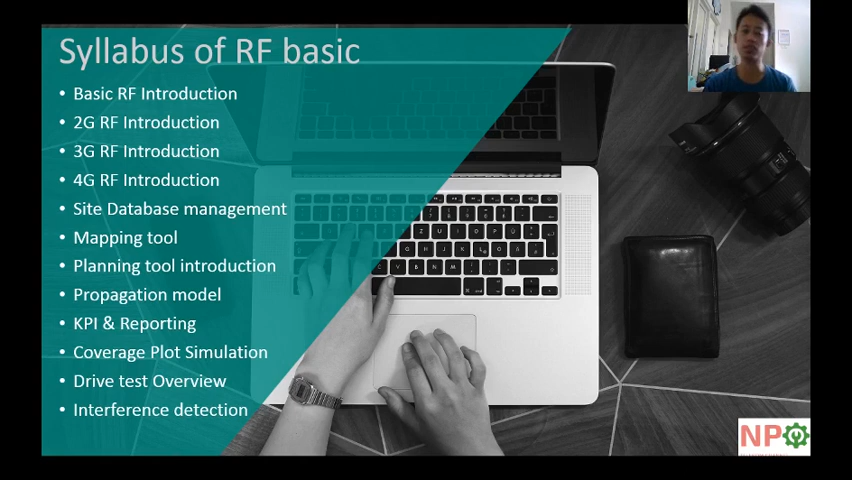 Syllabus of RF basic
• Basic RF Introduction
• 2G RF Introduction
• 3G RF Introduction
• 4G RF Introduction
• Site Database management
• Mapping tool
• Planning tool introduction
• Propagation model
• KPI & Reporting
• Coverage Plot Simulation
• Drive test Overview
• Interference detection
NPO